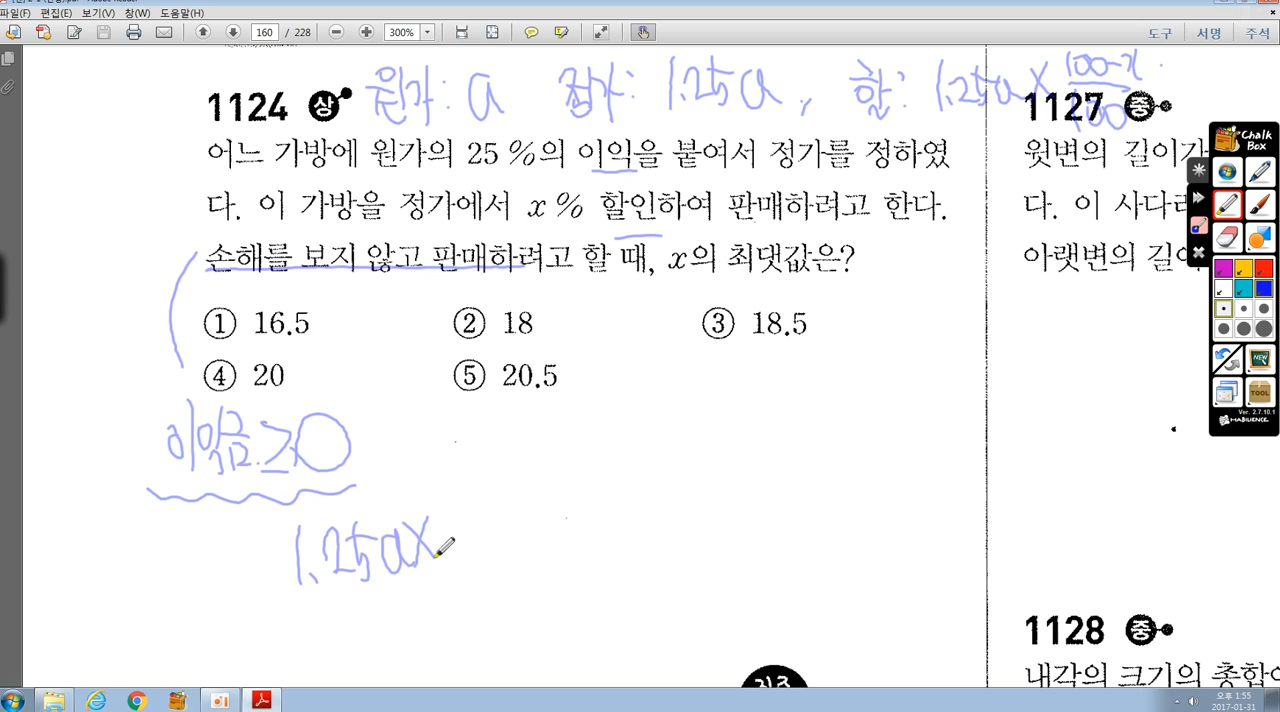 파일(F) 편집(E) 보기(V) 창(W) 도움말(H)
160 / 228 300% 도구 서명 주석
원가: a 정가: 1.25a, 할: 1.25a× 100-x/100
1124 상
어느 가방에 원가의 25 %의 이익을 붙여서 정가를 정하였
다. 이 가방을 정가에서 x % 할인하여 판매하려고 한다.
손해를 보지 않고 판매하려고 할 때, x의 최댓값은?
① 16.5 ② 18 ③ 18.5
④ 20 ⑤ 20.5
이익금 ≥ 0
1.25a×
1127 중
윗변의 길이가
다. 이 사다리
아랫변의 길이
1128 중
내각의 크기의 총합
Chalk
Box
NEW
TOOL
Ver. 2.7.10.1
MABILIENCE
오후 1:55
2017-01-31